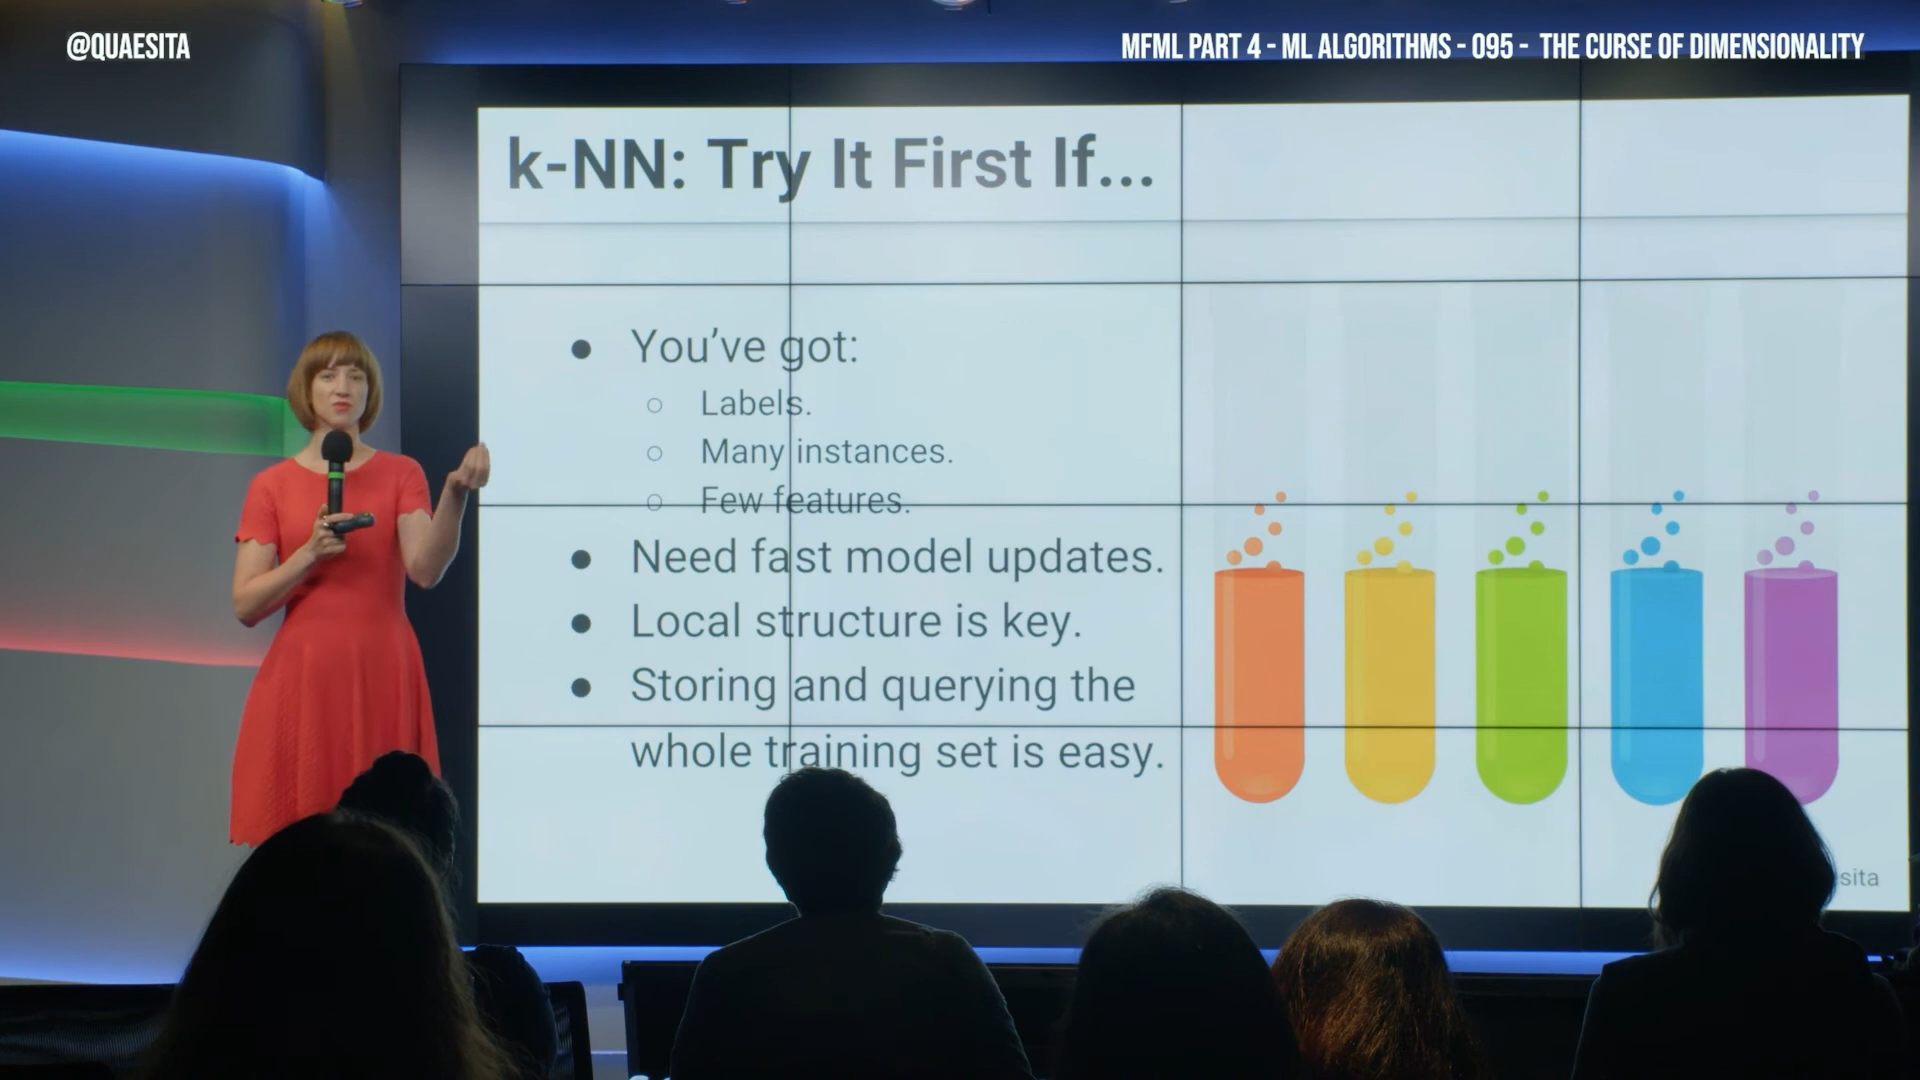 @QUAESITA
MFML PART 4 - ML ALGORITHMS - 095 - THE CURSE OF DIMENSIONALITY
k-NN: Try It First If...
● You’ve got:
○ Labels.
○ Many instances.
○ Few features.
● Need fast model updates.
● Local structure is key.
● Storing and querying the
whole training set is easy.
sita